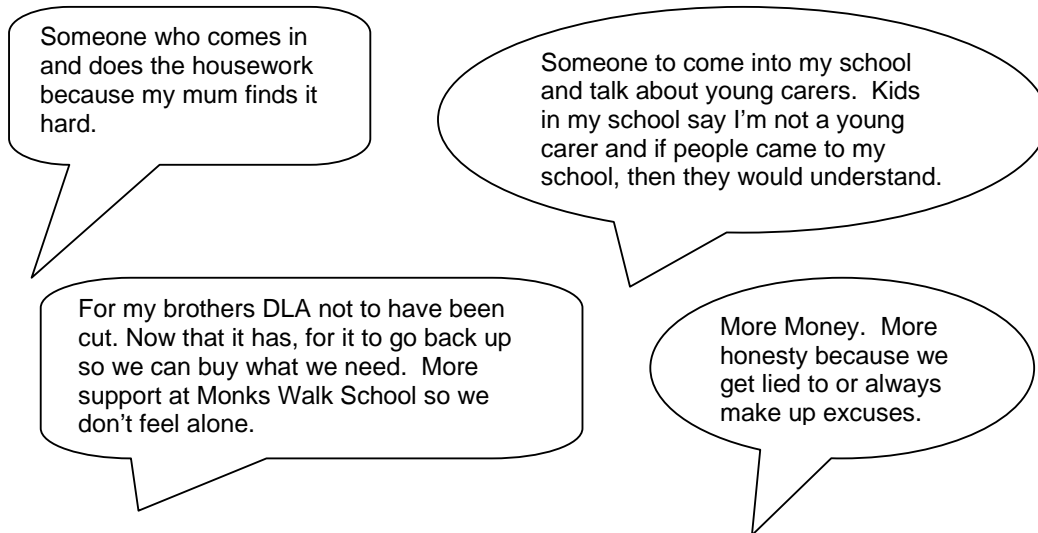 Someone who comes in
and does the housework
because my mum finds it
hard.
Someone to come into my school
and talk about young carers.  Kids
in my school say I'm not a young
carer and if people came to my
school, then they would understand.
For my brothers DLA not to have been
cut. Now that it has, for it to go back up
so we can buy what we need.  More
support at Monks Walk School so we
don't feel alone.
More Money.  More
honesty because we
get lied to or always
make up excuses.